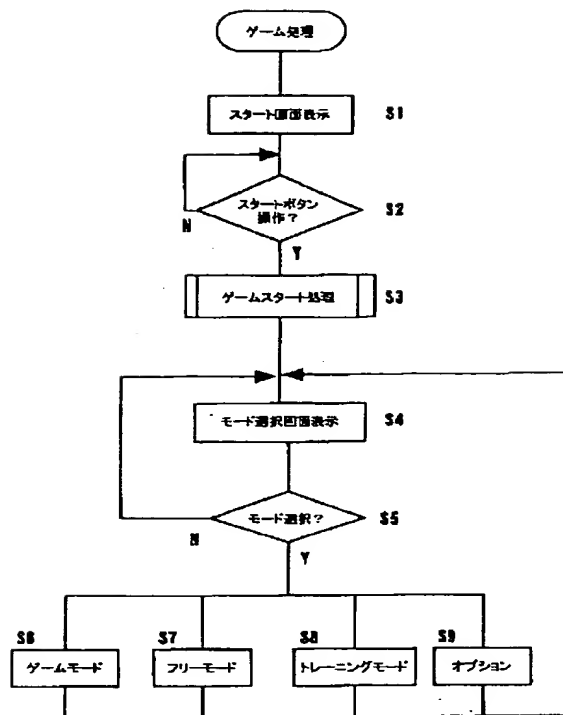 ゲーム処理
スタート画面表示 S1
スタートボタン
操作？ S2
N
Y
ゲームスタート処理 S3
モード選択画面表示 S4
モード選択？ S5
N
Y
S6 S7 S8 S9
ゲームモード フリーモード トレーニングモード オプション